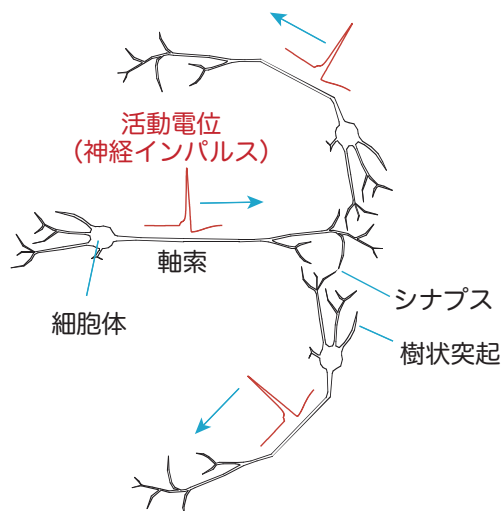 活動電位
（神経インパルス）
軸索
細胞体
シナプス
樹状突起